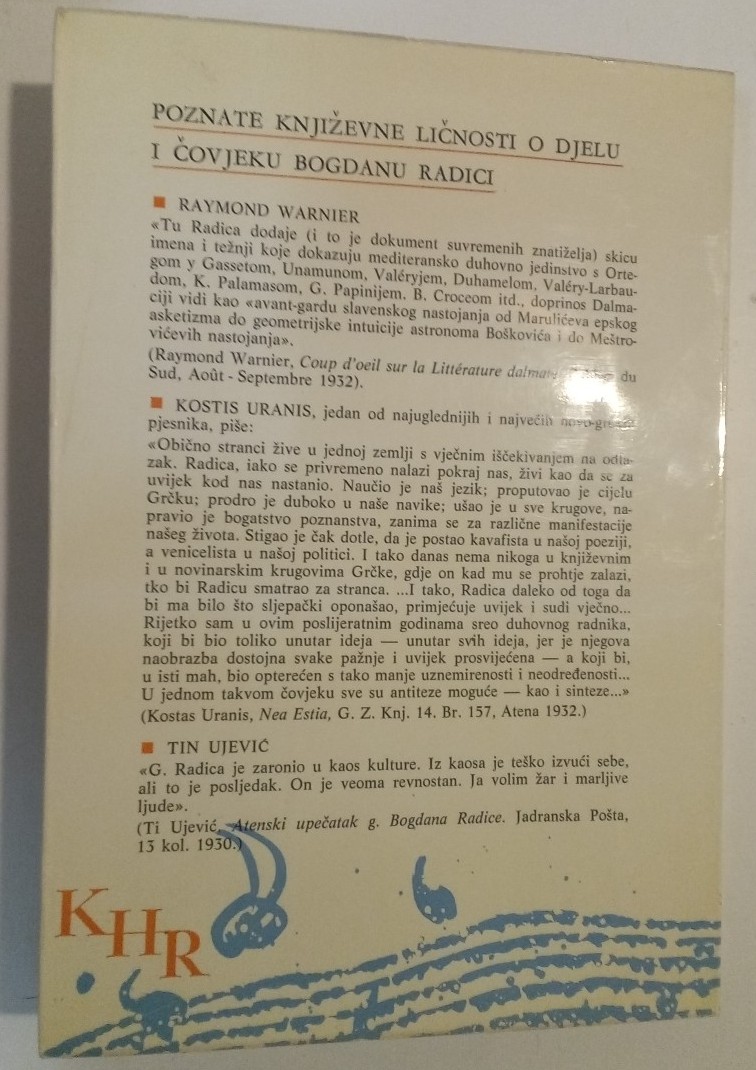 POZNATE KNJIŽEVNE LIČNOSTI O DJELU
I ČOVJEKU BOGDANU RADICI
RAYMOND WARNIER
«Tu Radica dodaje (i to je dokument suvremenih znatiželja) skicu
imena i težnji koje dokazuju mediteransko duhovno jedinstvo s Orte-
gom y Gassetom, Unamunom, Valéryjem, Duhamelom, Valéry-Larbau-
dom, K. Palamasom, G. Papinijem. B. Croceom itd., doprinos Dalma-
ciji vidi kao «avant-gardu slavenskog nastojanja od Marulićeva epskog
asketizma do geometrijske intuicije astronoma Boškovića i do Meštro-
vićevih nastojanja».
(Raymond Warnier, Coup d'oeil sur la Littérature du
Sud, Août - Septembre 1932).
KOSTIS URANIS, jedan od najuglednijih i najvećih
pjesnika, piše:
«Obično stranci žive u jednoj zemlji s vječnim iščekivanjem na odla-
zak. Radica, iako se privremeno nalazi pokraj nas, živi kao da se za
uvijek kod nas nastanio. Naučio je naš jezik; proputovao je cijelu
Grčku; prodro je duboko u naše navike; ušao je u sve krugove, na-
pravio je bogatstvo poznanstva, zanima se za različne manifestacije
našeg života. Stigao je čak dotle, da je postao kavafista u našoj poeziji,
a venicelista u našoj politici. I tako danas nema nikoga u književnim
i u novinarskim krugovima Grčke, gdje on kad mu se prohtje zalazi,
tko bi Radicu smatrao za stranca. ...I tako, Radica daleko od toga da
bi ma bilo što sljepački oponašao, primjećuje uvijek i sudi vječno...
Rijetko sam u ovim poslijeratnim godinama sreo duhovnog radnika,
koji bi bio toliko unutar ideja — unutar svih ideja, jer je njegova
naobrazba dostojna svake pažnje i uvijek prosvijećena — a koji bi,
u isti mah, bio opterećen s tako manje uznemirenosti i neodređenosti...
U jednom takvom čovjeku sve su antiteze moguće — kao i sinteze...»
(Kostas Uranis, Nea Estia, G. Z. Knj. 14. Br. 157, Atena 1932.)
TIN UJEVIĆ
«G. Radica je zaronio u kaos kulture. Iz kaosa je teško izvući sebe,
ali to je posljedak. On je veoma revnostan. Ja volim žar i marljive
ljude».
(Ti Ujević, Atenski upečatak g. Bogdana Radice. Jadranska Pošta,
13 kol. 1930.)
KHR